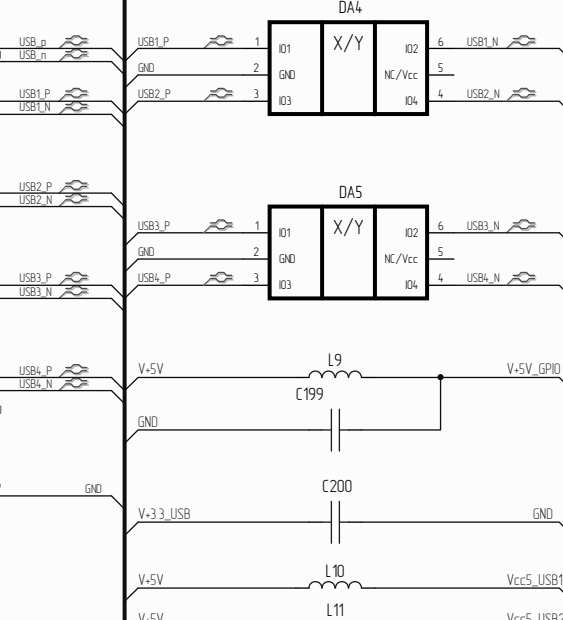 DA4
USB_p
USB1_P
1
IO1
X/Y
IO2
6
USB1_N
USB_n
GND
2
GND
NC/Vcc
5
USB1_P
USB2_P
3
IO3
IO4
4
USB2_N
USB1_N
USB2_P
DA5
USB2_N
USB3_P
1
IO1
X/Y
IO2
6
USB3_N
GND
2
GND
NC/Vcc
5
USB3_P
USB4_P
3
IO3
IO4
4
USB4_N
USB3_N
L9
USB4_P
V+5V
V+5V_GPIO
USB4_N
C199
GND
C200
GND
V+3.3_USB
GND
L10
V+5V
Vcc5_USB1
L11
V+5V
Vcc5_USB2